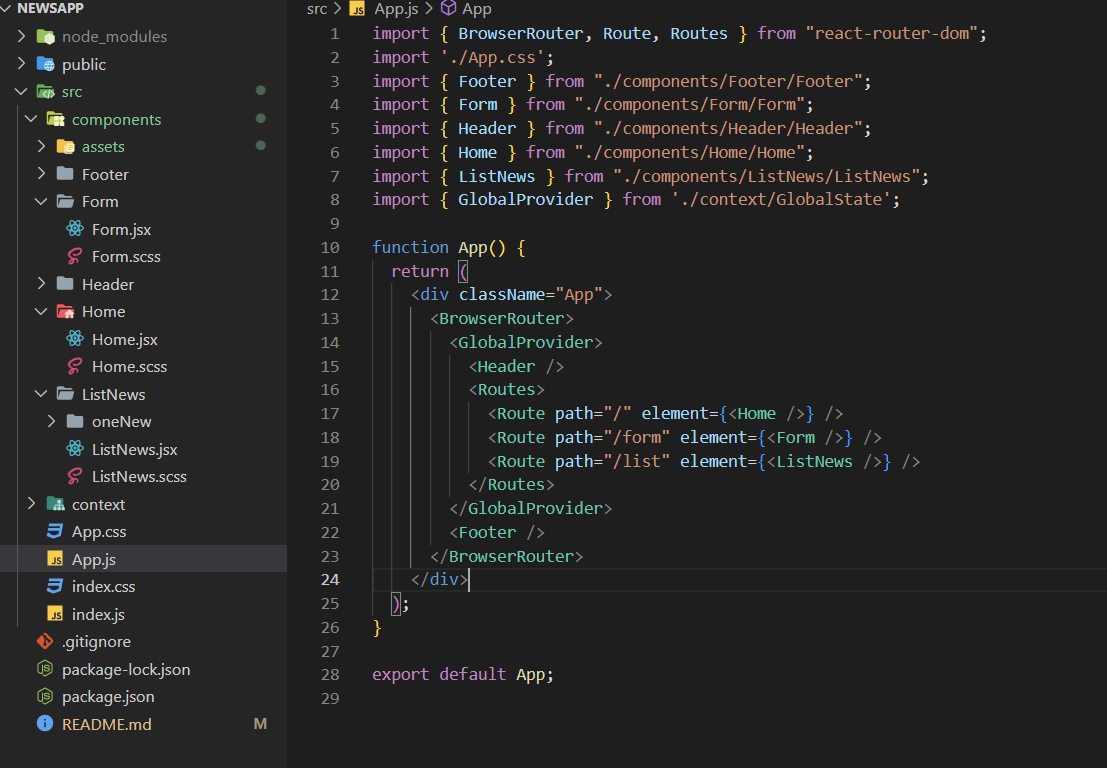 NEWSAPP
node_modules
public
src
components
assets
Footer
Form
Form.jsx
Form.scss
Header
Home
Home.jsx
Home.scss
ListNews
oneNew
ListNews.jsx
ListNews.scss
context
App.css
JS App.js
index.css
JS index.js
.gitignore
package-lock.json
package.json
README.md M
src > JS App.js > App
1 import { BrowserRouter, Route, Routes } from "react-router-dom";
2 import './App.css';
3 import { Footer } from "./components/Footer/Footer";
4 import { Form } from "./components/Form/Form";
5 import { Header } from "./components/Header/Header";
6 import { Home } from "./components/Home/Home";
7 import { ListNews } from "./components/ListNews/ListNews";
8 import { GlobalProvider } from './context/GlobalState';
9
10 function App() {
11 return (
12 <div className="App">
13 <BrowserRouter>
14 <GlobalProvider>
15 <Header />
16 <Routes>
17 <Route path="/" element={<Home />} />
18 <Route path="/form" element={<Form />} />
19 <Route path="/list" element={<ListNews />} />
20 </Routes>
21 </GlobalProvider>
22 <Footer />
23 </BrowserRouter>
24 </div>
25 );
26 }
27
28 export default App;
29